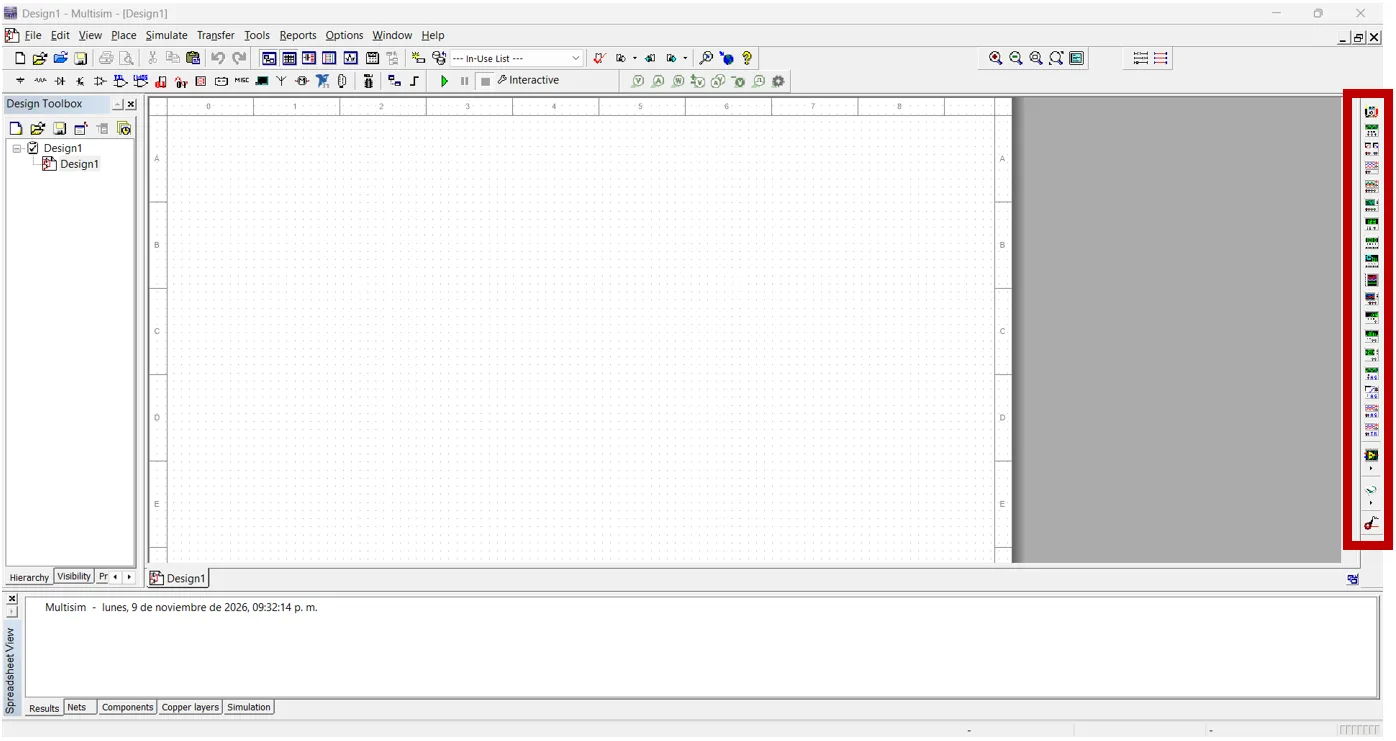 Design1 - Multisim - [Design1]
File Edit View Place Simulate Transfer Tools Reports Options Window Help
--- In-Use List ---
MISC Interactive
Design Toolbox
0 1 2 3 4 5 6 7 8
Design1
Design1
A A
B B
C C
D D
E E
Hierarchy Visibility Pr
Design1
Multisim - lunes, 9 de noviembre de 2026, 09:32:14 p. m.
Spreadsheet View
Results Nets Components Copper layers Simulation
- -